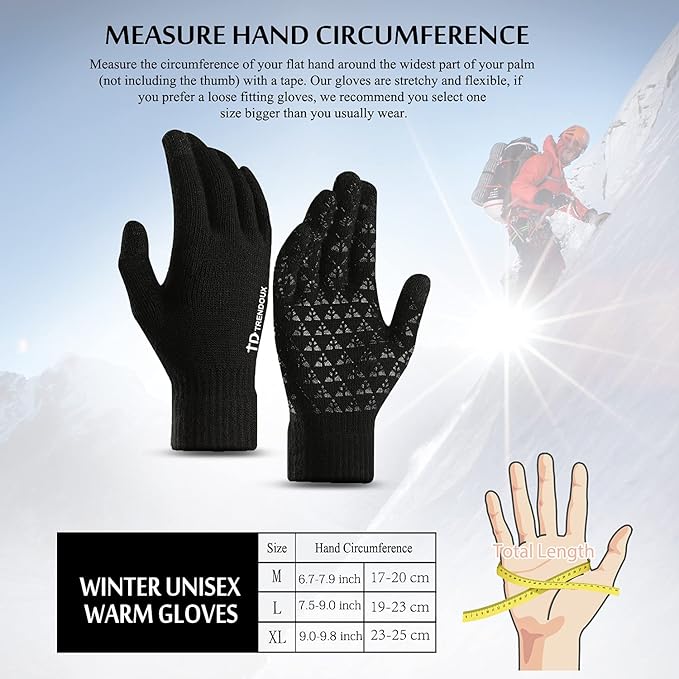 MEASURE HAND CIRCUMFERENCE
Measure the circumference of your flat hand around the widest part of your palm
(not including the thumb) with a tape. Our gloves are stretchy and flexible, if
you prefer a loose fitting gloves, we recommend you select one
size bigger than you usually wear.
TD TRENDOUX
Total Length
WINTER UNISEX
WARM GLOVES
Size Hand Circumference
M 6.7-7.9 inch 17-20 cm
L 7.5-9.0 inch 19-23 cm
XL 9.0-9.8 inch 23-25 cm